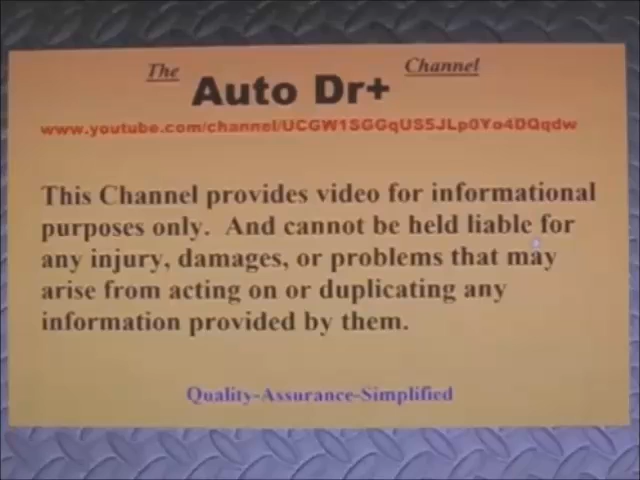 The Auto Dr+ Channel
www.youtube.com/channel/UCGW1SGGqUS5JLp0Yo4DQqdw
This Channel provides video for informational
purposes only. And cannot be held liable for
any injury, damages, or problems that may
arise from acting on or duplicating any
information provided by them.
Quality-Assurance-Simplified